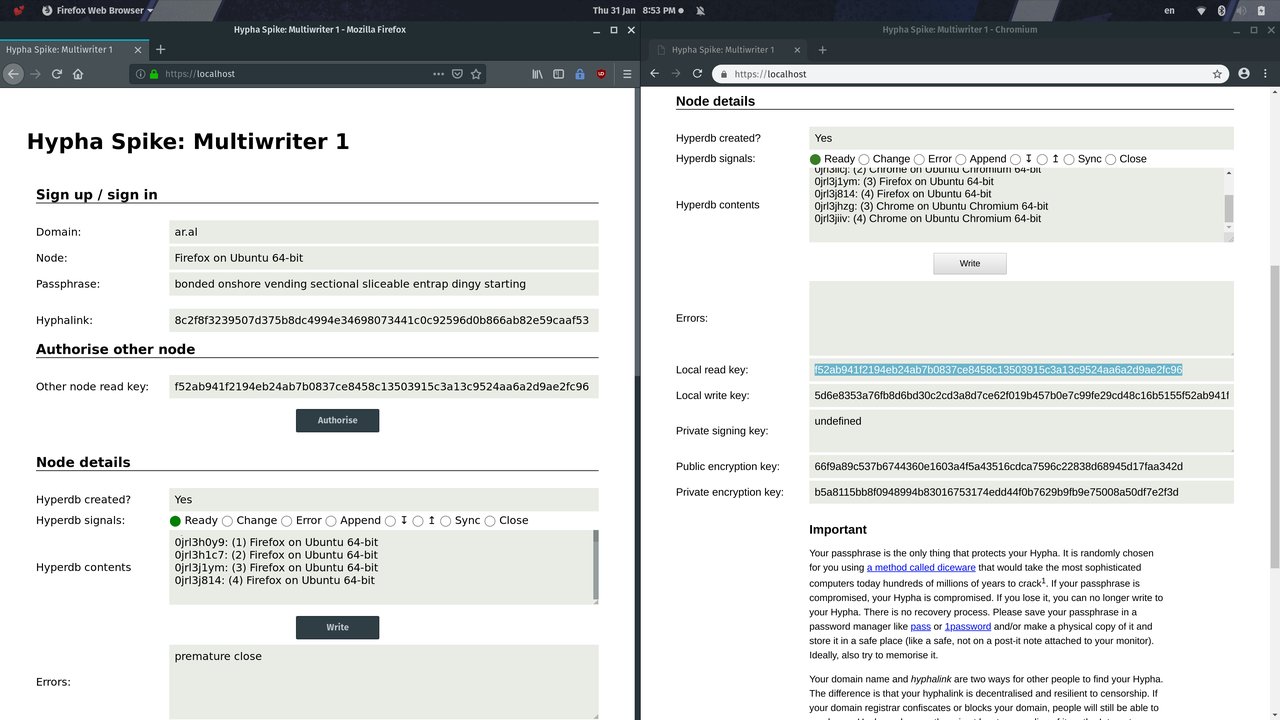 Firefox Web Browser
Thu 31 Jan 8:53 PM
en
Hypha Spike: Multiwriter 1 - Mozilla Firefox
Hypha Spike: Multiwriter 1
https://localhost
Hypha Spike: Multiwriter 1
Sign up / sign in
Domain: ar.al
Node: Firefox on Ubuntu 64-bit
Passphrase: bonded onshore vending sectional sliceable entrap dingy starting
Hyphalink: 8c2f8f3239507d375b8dc4994e34698073441c0c92596d0b866ab82e59caaf53
Authorise other node
Other node read key: f52ab941f2194eb24ab7b0837ce8458c13503915c3a13c9524aa6a2d9ae2fc96
Authorise
Node details
Hyperdb created? Yes
Hyperdb signals: Ready Change Error Append ↧ ↥ Sync Close
Hyperdb contents
0jrl3h0y9: (1) Firefox on Ubuntu 64-bit
0jrl3h1c7: (2) Firefox on Ubuntu 64-bit
0jrl3j1ym: (3) Firefox on Ubuntu 64-bit
0jrl3j814: (4) Firefox on Ubuntu 64-bit
Write
Errors: premature close
Hypha Spike: Multiwriter 1 - Chromium
Hypha Spike: Multiwriter 1
https://localhost
Node details
Hyperdb created? Yes
Hyperdb signals: Ready Change Error Append ↧ ↥ Sync Close
Hyperdb contents
(2) Chrome on Ubuntu Chromium 64-bit
0jrl3j1ym: (3) Firefox on Ubuntu 64-bit
0jrl3j814: (4) Firefox on Ubuntu 64-bit
0jrl3jhzg: (3) Chrome on Ubuntu Chromium 64-bit
0jrl3jiiv: (4) Chrome on Ubuntu Chromium 64-bit
Write
Errors:
Local read key: f52ab941f2194eb24ab7b0837ce8458c13503915c3a13c9524aa6a2d9ae2fc96
Local write key: 5d6e8353a76fb8d6bd30c2cd3a8d7ce62f019b457b0e7c99fe29cd48c16b5155f52ab941f
Private signing key: undefined
Public encryption key: 66f9a89c537b6744360e1603a4f5a43516cdca7596c22838d68945d17faa342d
Private encryption key: b5a8115bb8f0948994b83016753174edd44f0b7629b9fb9e75008a50df7e2f3d
Important
Your passphrase is the only thing that protects your Hypha. It is randomly chosen
for you using a method called diceware that would take the most sophisticated
computers today hundreds of millions of years to crack¹. If your passphrase is
compromised, your Hypha is compromised. If you lose it, you can no longer write to
your Hypha. There is no recovery process. Please save your passphrase in a
password manager like pass or 1password and/or make a physical copy of it and
store it in a safe place (like a safe, not on a post-it note attached to your monitor).
Ideally, also try to memorise it.
Your domain name and hyphalink are two ways for other people to find your Hypha.
The difference is that your hyphalink is decentralised and resilient to censorship. If
your domain registrar confiscates or blocks your domain, people will still be able to